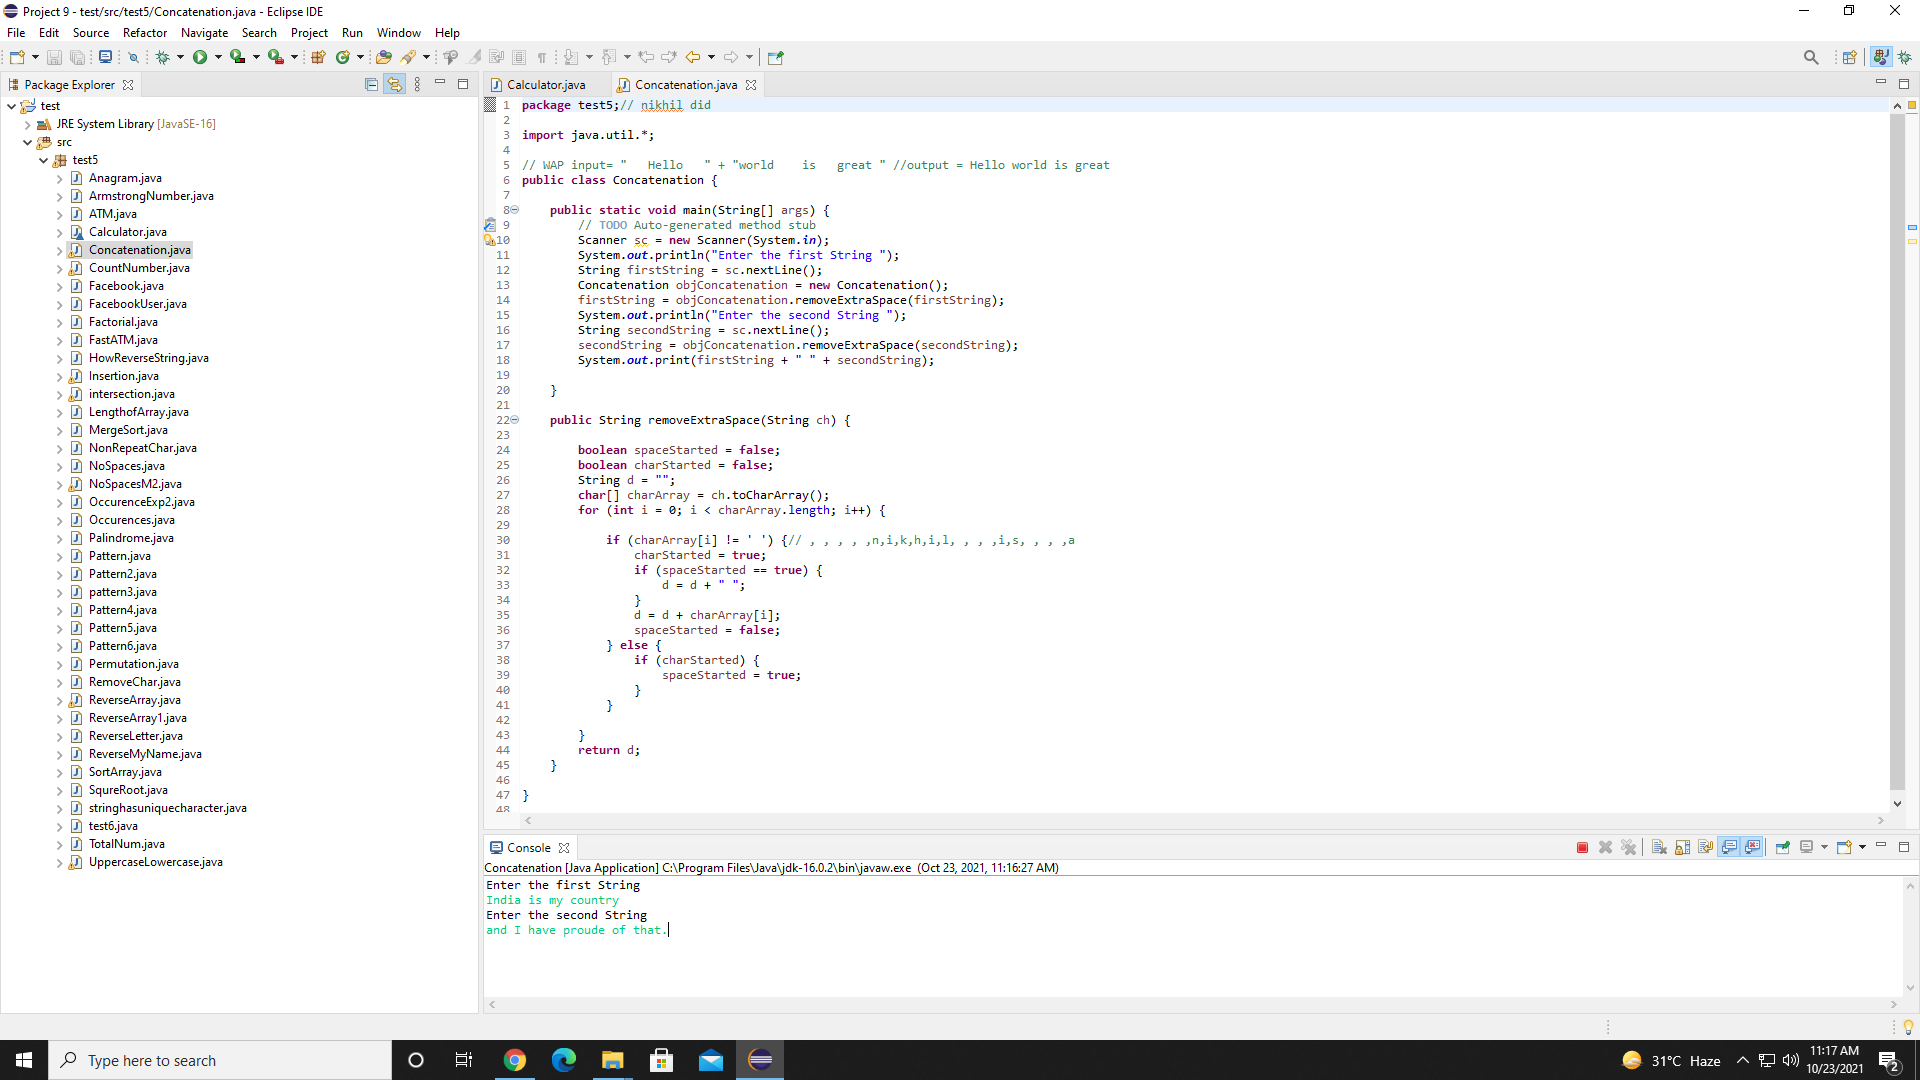 Project 9 - test/src/test5/Concatenation.java - Eclipse IDE
File Edit Source Refactor Navigate Search Project Run Window Help
Package Explorer
Calculator.java Concatenation.java
test
JRE System Library [JavaSE-16]
src
test5
Anagram.java
ArmstrongNumber.java
ATM.java
Calculator.java
Concatenation.java
CountNumber.java
Facebook.java
FacebookUser.java
Factorial.java
FastATM.java
HowReverseString.java
Insertion.java
intersection.java
LengthofArray.java
MergeSort.java
NonRepeatChar.java
NoSpaces.java
NoSpacesM2.java
OccurenceExp2.java
Occurences.java
Palindrome.java
Pattern.java
Pattern2.java
pattern3.java
Pattern4.java
Pattern5.java
Pattern6.java
Permutation.java
RemoveChar.java
ReverseArray.java
ReverseArray1.java
ReverseLetter.java
ReverseMyName.java
SortArray.java
SqureRoot.java
stringhasuniquecharacter.java
test6.java
TotalNum.java
UppercaseLowercase.java
1 package test5;// nikhil did
2
3 import java.util.*;
4
5 // WAP input= "   Hello   " + "world    is   great " //output = Hello world is great
6 public class Concatenation {
7
8     public static void main(String[] args) {
9         // TODO Auto-generated method stub
10         Scanner sc = new Scanner(System.in);
11         System.out.println("Enter the first String ");
12         String firstString = sc.nextLine();
13         Concatenation objConcatenation = new Concatenation();
14         firstString = objConcatenation.removeExtraSpace(firstString);
15         System.out.println("Enter the second String ");
16         String secondString = sc.nextLine();
17         secondString = objConcatenation.removeExtraSpace(secondString);
18         System.out.print(firstString + " " + secondString);
19
20     }
21
22     public String removeExtraSpace(String ch) {
23
24         boolean spaceStarted = false;
25         boolean charStarted = false;
26         String d = "";
27         char[] charArray = ch.toCharArray();
28         for (int i = 0; i < charArray.length; i++) {
29
30             if (charArray[i] != ' ') {// , , , , ,n,i,k,h,i,l, , , ,i,s, , , ,a
31                 charStarted = true;
32                 if (spaceStarted == true) {
33                     d = d + " ";
34                 }
35                 d = d + charArray[i];
36                 spaceStarted = false;
37             } else {
38                 if (charStarted) {
39                     spaceStarted = true;
40                 }
41             }
42
43         }
44         return d;
45     }
46
47 }
48
Console
Concatenation [Java Application] C:\Program Files\Java\jdk-16.0.2\bin\javaw.exe (Oct 23, 2021, 11:16:27 AM)
Enter the first String
India is my country
Enter the second String
and I have proude of that.
Type here to search
31°C Haze
11:17 AM
10/23/2021
2